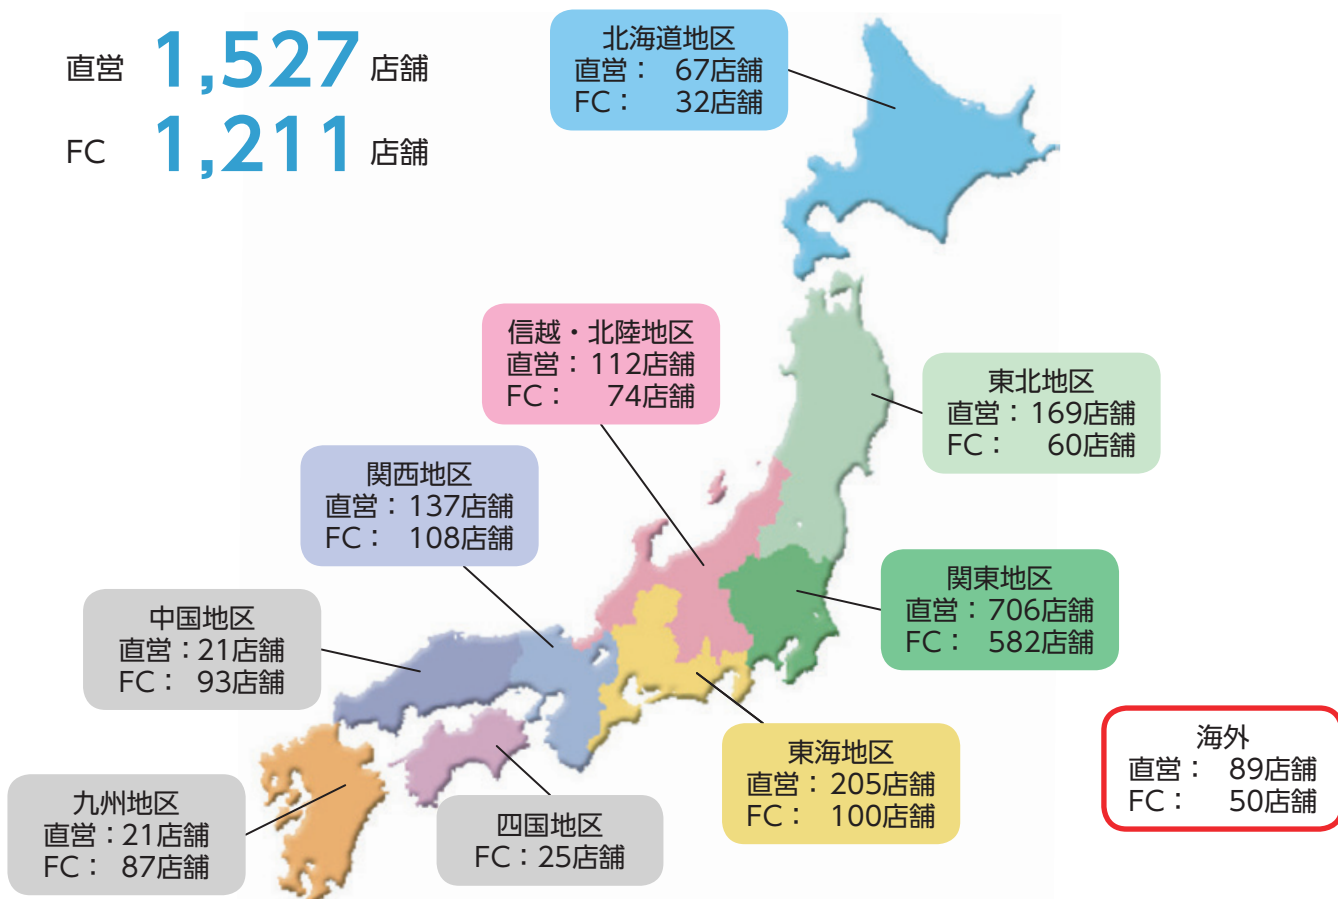 直営 1,527 店舗
FC 1,211 店舗
北海道地区
直営： 67店舗
FC： 32店舗
信越・北陸地区
直営：112店舗
FC： 74店舗
東北地区
直営：169店舗
FC： 60店舗
関西地区
直営：137店舗
FC： 108店舗
関東地区
直営：706店舗
FC： 582店舗
中国地区
直営：21店舗
FC： 93店舗
東海地区
直営：205店舗
FC： 100店舗
海外
直営： 89店舗
FC： 50店舗
九州地区
直営：21店舗
FC： 87店舗
四国地区
FC：25店舗